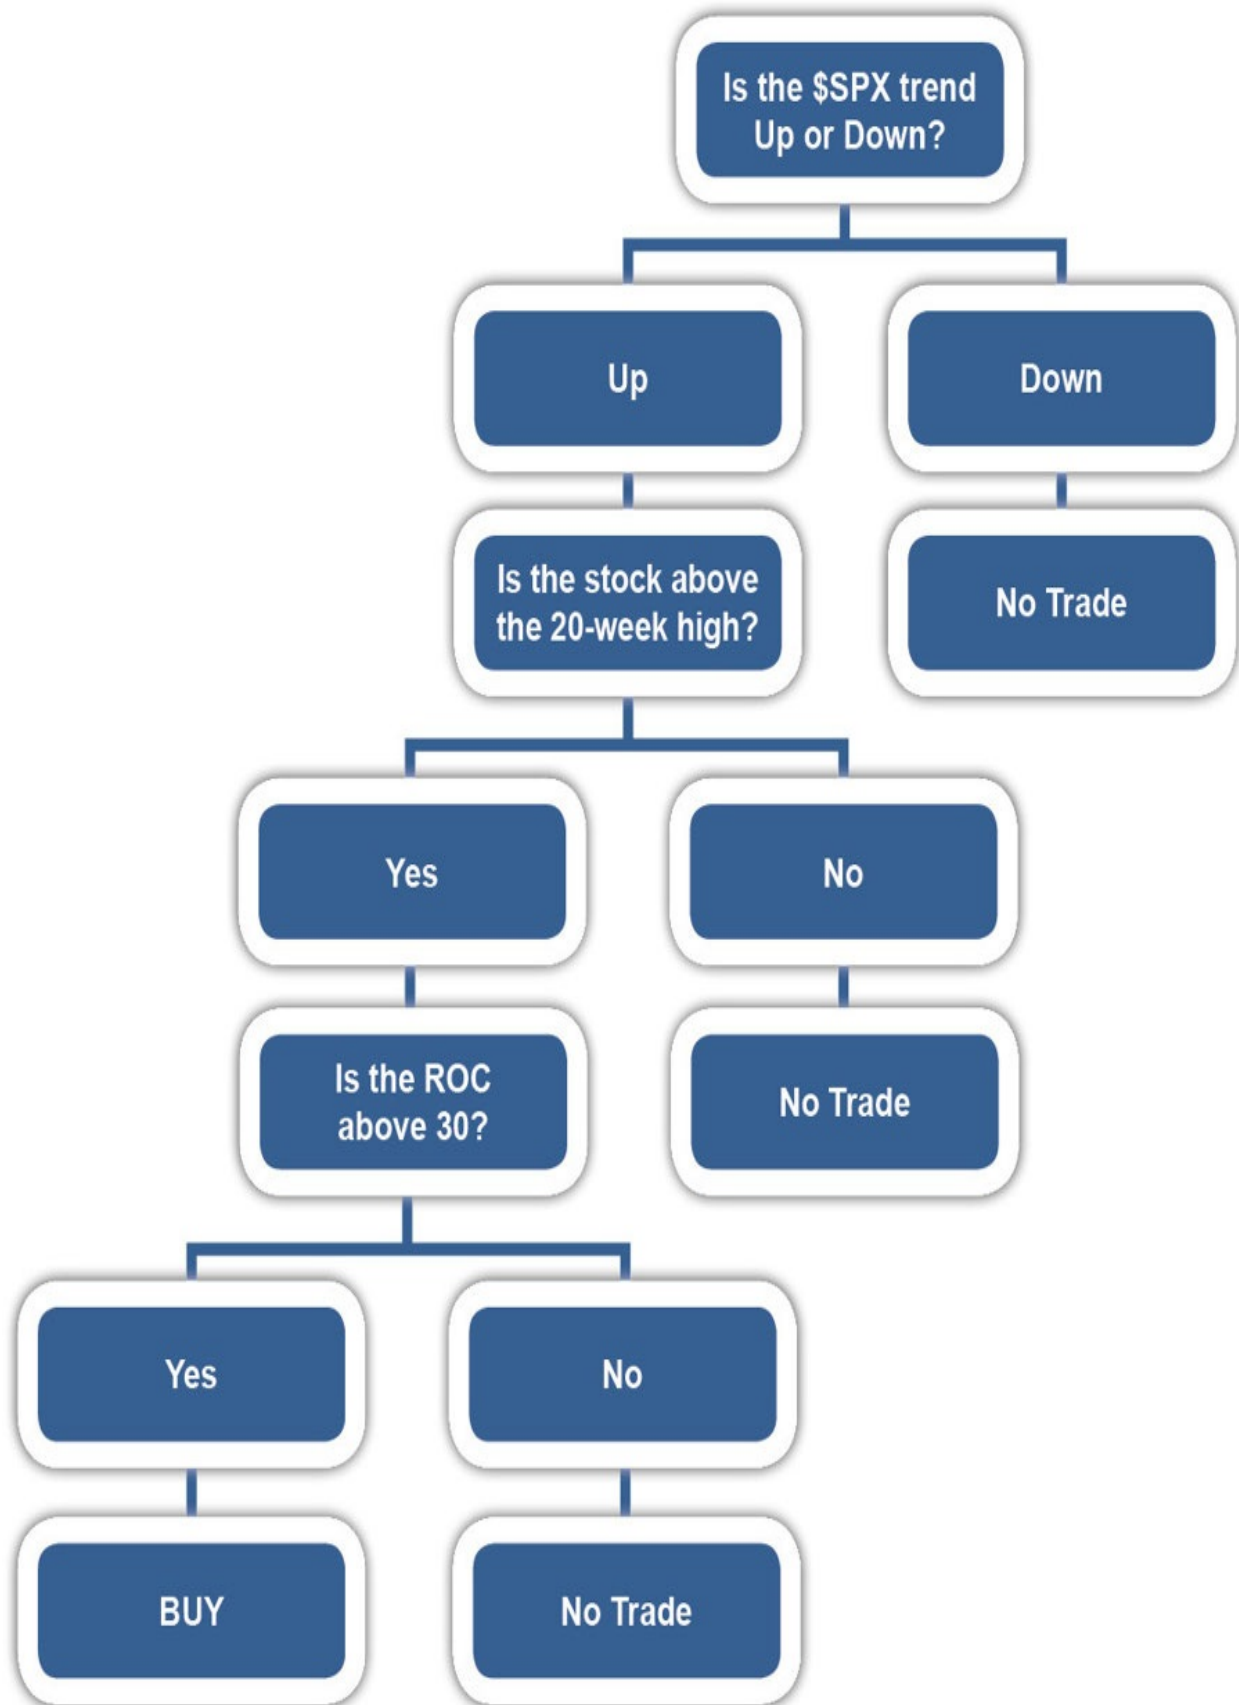 Is the $SPX trend
Up or Down?
Up
Down
Is the stock above
the 20-week high?
No Trade
Yes
No
Is the ROC
above 30?
No Trade
Yes
No
BUY
No Trade